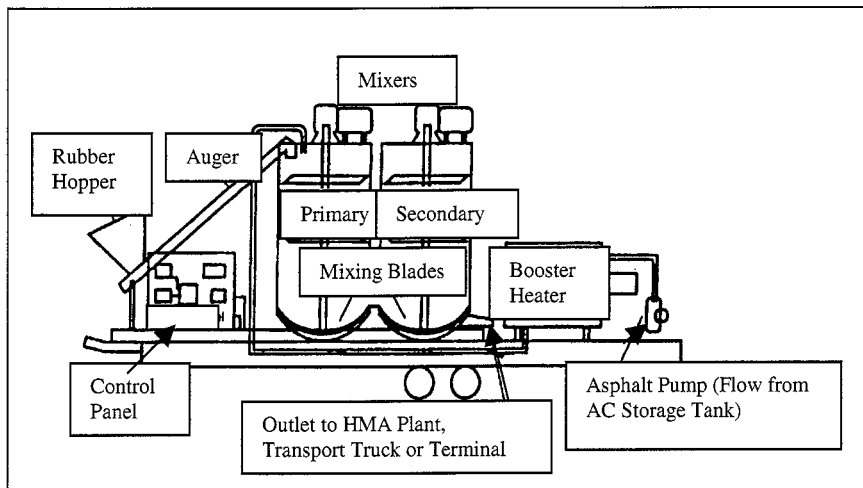 Mixers
Rubber
Hopper
Auger
Primary
Secondary
Mixing Blades
Booster
Heater
Control
Panel
Outlet to HMA Plant,
Transport Truck or Terminal
Asphalt Pump (Flow from
AC Storage Tank)